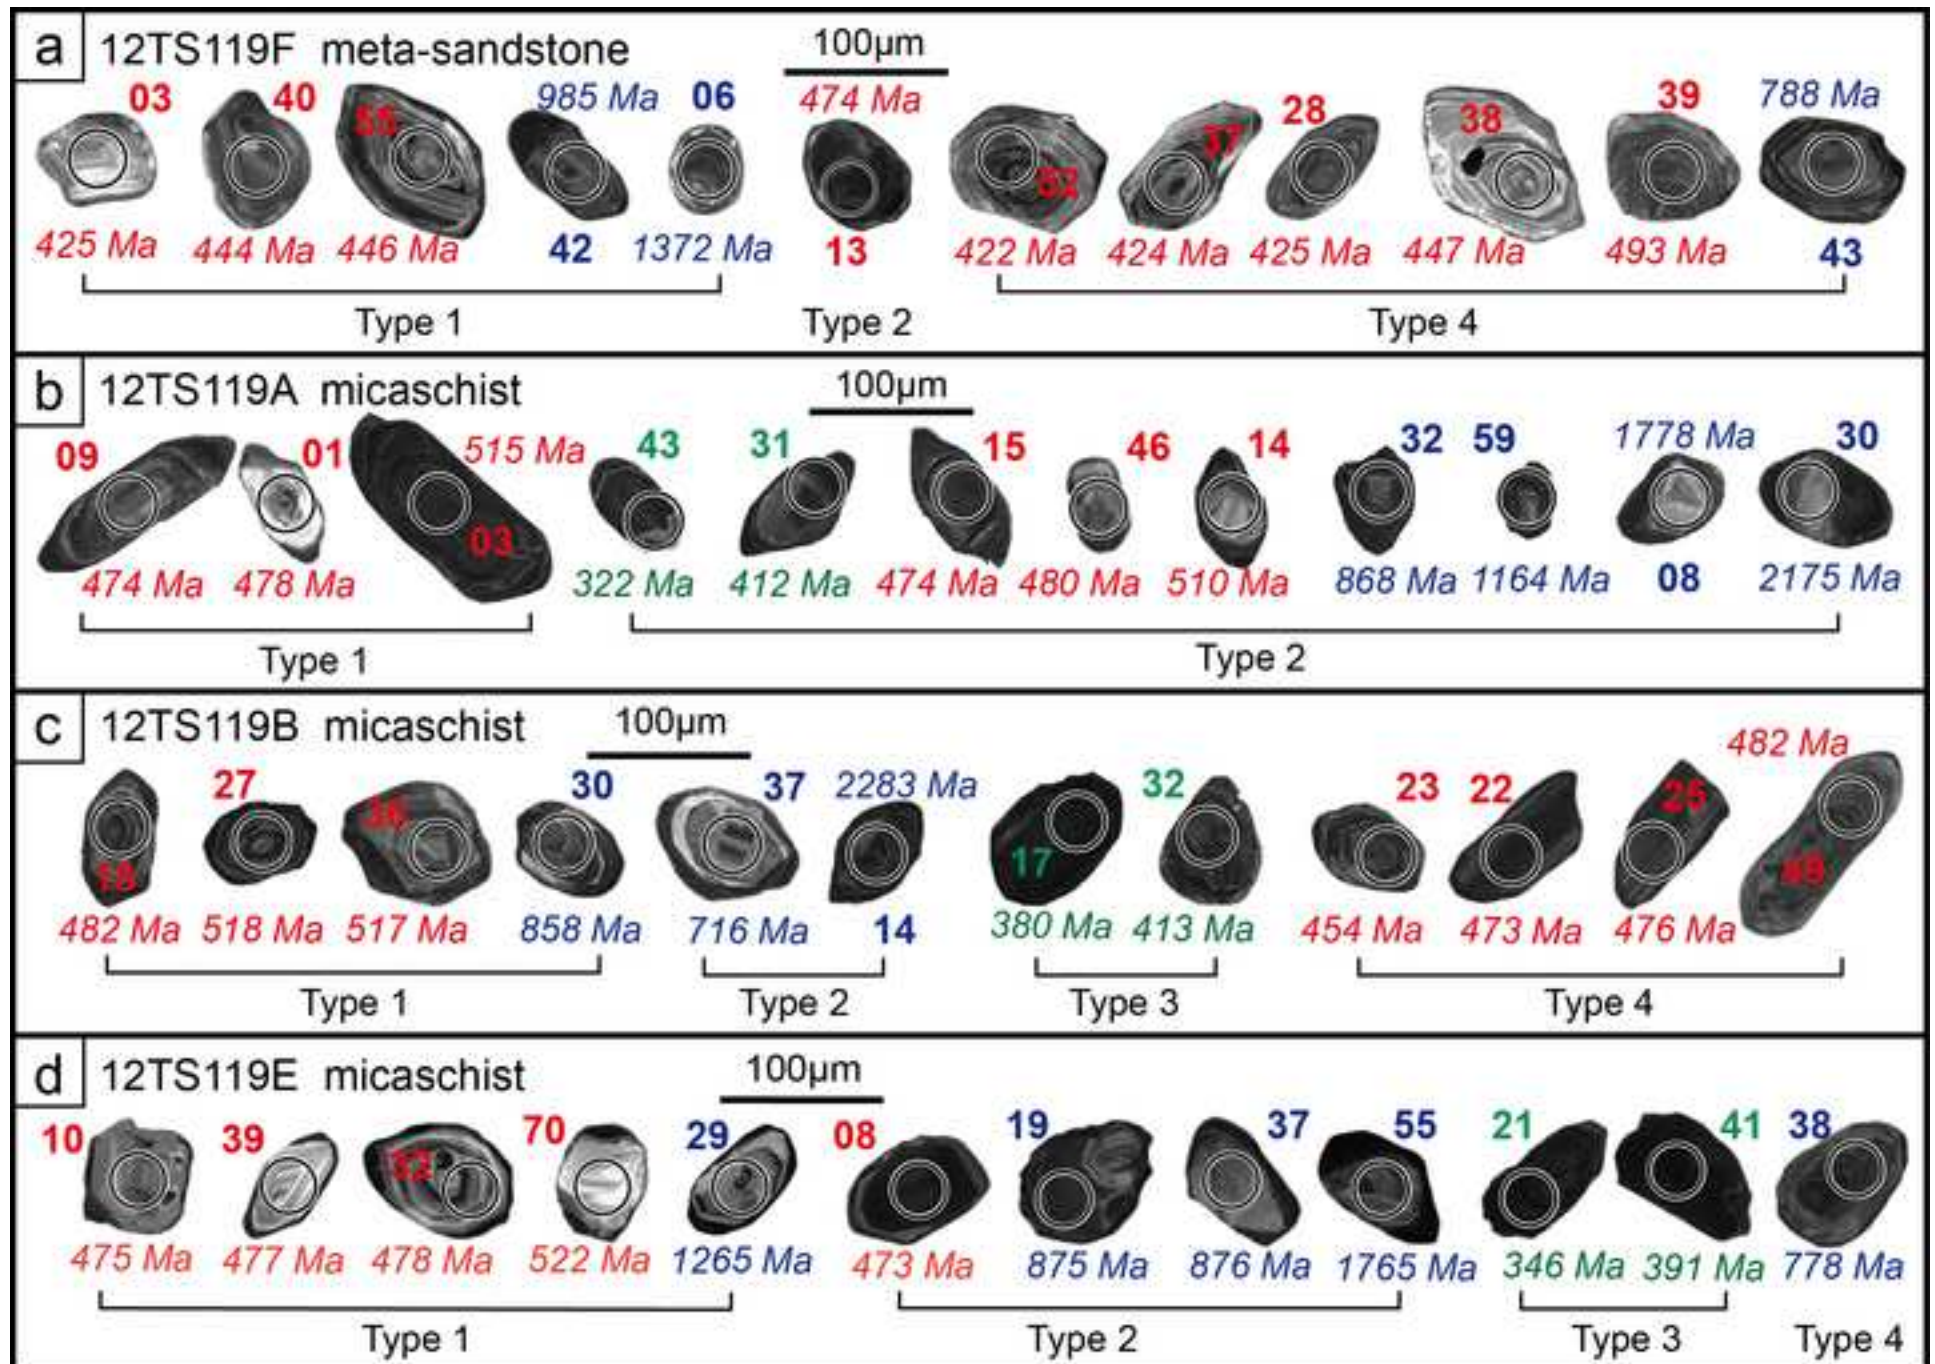 a 12TS119F meta-sandstone 100µm
03 40 55 985 Ma 06 474 Ma 52 37 28 38 39 788 Ma
425 Ma 444 Ma 446 Ma 42 1372 Ma 13 422 Ma 424 Ma 425 Ma 447 Ma 493 Ma 43
Type 1 Type 2 Type 4
b 12TS119A micaschist 100µm
09 01 515 Ma 03 43 31 15 46 14 32 59 1778 Ma 30
474 Ma 478 Ma 322 Ma 412 Ma 474 Ma 480 Ma 510 Ma 868 Ma 1164 Ma 08 2175 Ma
Type 1 Type 2
c 12TS119B micaschist 100µm
18 27 36 30 37 2283 Ma 17 32 23 22 25 482 Ma
482 Ma 518 Ma 517 Ma 858 Ma 716 Ma 14 380 Ma 413 Ma 454 Ma 473 Ma 476 Ma
Type 1 Type 2 Type 3 Type 4
d 12TS119E micaschist 100µm
10 39 70 29 08 19 37 55 21 41 38
475 Ma 477 Ma 478 Ma 522 Ma 1265 Ma 473 Ma 875 Ma 876 Ma 1765 Ma 346 Ma 391 Ma 778 Ma
Type 1 Type 2 Type 3 Type 4